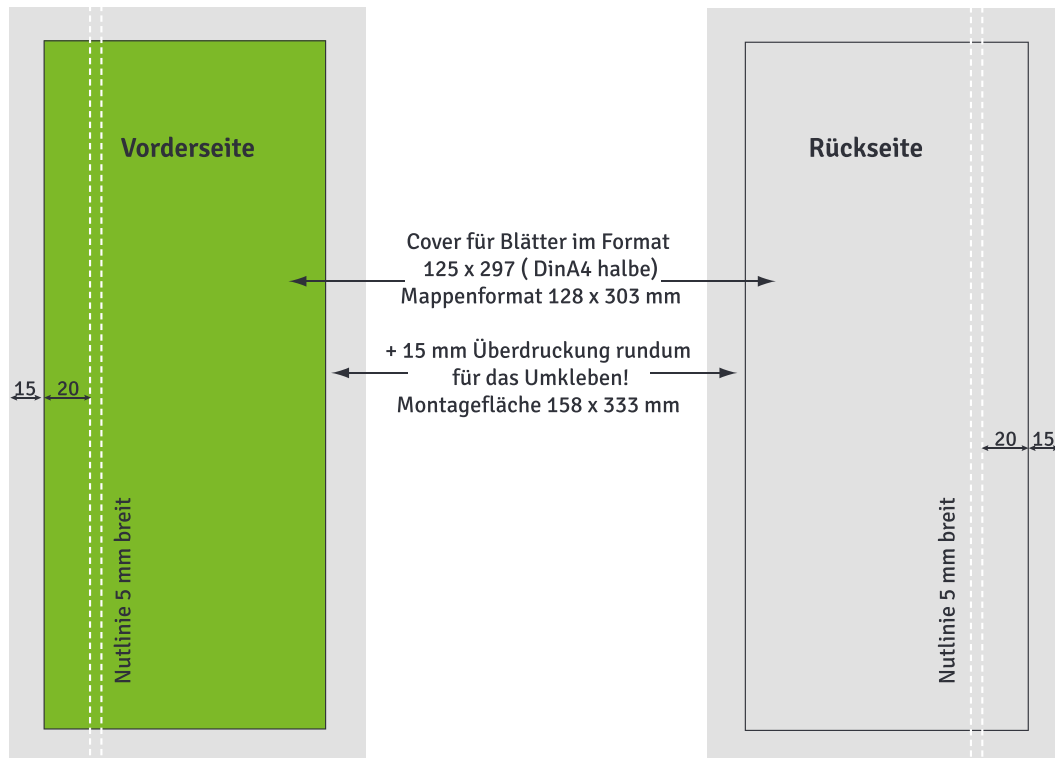 Vorderseite
Rückseite
Cover für Blätter im Format
125 x 297 ( DinA4 halbe)
Mappenformat 128 x 303 mm
+ 15 mm Überdruckung rundum
für das Umkleben!
Montagefläche 158 x 333 mm
15
20
20
15
Nutlinie 5 mm breit
Nutlinie 5 mm breit